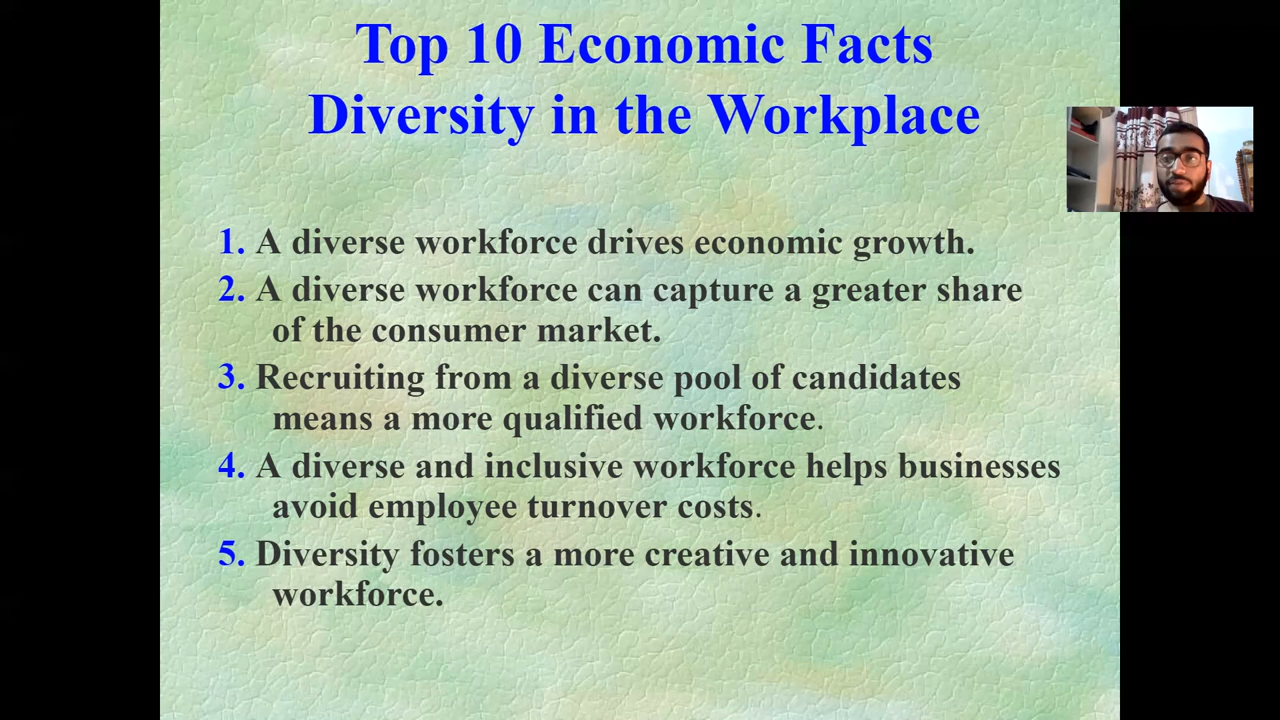 Top 10 Economic Facts
Diversity in the Workplace
1. A diverse workforce drives economic growth.
2. A diverse workforce can capture a greater share
of the consumer market.
3. Recruiting from a diverse pool of candidates
means a more qualified workforce.
4. A diverse and inclusive workforce helps businesses
avoid employee turnover costs.
5. Diversity fosters a more creative and innovative
workforce.